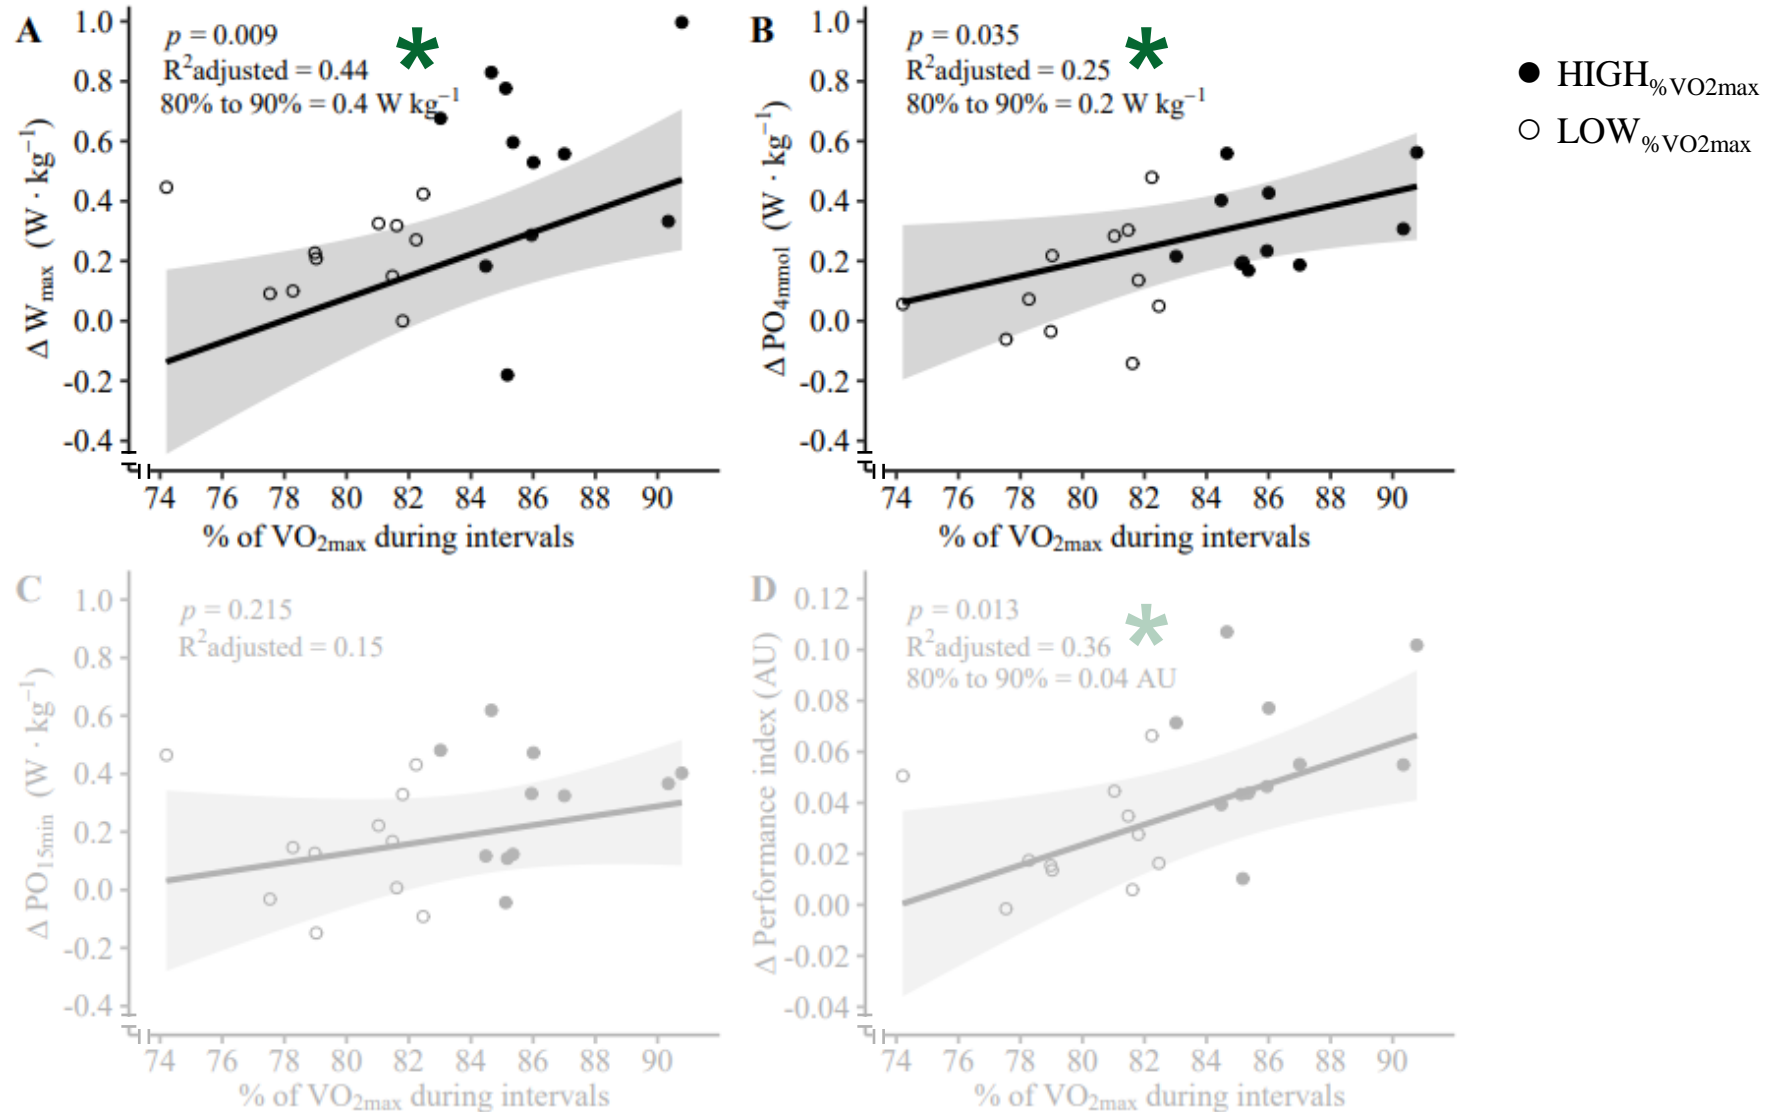 A
p = 0.009
R²adjusted = 0.44
80% to 90% = 0.4 W kg⁻¹
*
Δ Wmax (W · kg⁻¹)
1.0
0.8
0.6
0.4
0.2
0.0
-0.2
-0.4
74 76 78 80 82 84 86 88 90
% of VO2max during intervals
B
p = 0.035
R²adjusted = 0.25
80% to 90% = 0.2 W kg⁻¹
*
Δ PO4mmol (W · kg⁻¹)
1.0
0.8
0.6
0.4
0.2
0.0
-0.2
-0.4
74 76 78 80 82 84 86 88 90
% of VO2max during intervals
HIGH%VO2max
LOW%VO2max
C
p = 0.215
R²adjusted = 0.15
Δ PO15min (W · kg⁻¹)
1.0
0.8
0.6
0.4
0.2
0.0
-0.2
-0.4
74 76 78 80 82 84 86 88 90
% of VO2max during intervals
D
p = 0.013
R²adjusted = 0.36
80% to 90% = 0.04 AU
*
Δ Performance index (AU)
0.12
0.10
0.08
0.06
0.04
0.02
0.00
-0.02
-0.04
74 76 78 80 82 84 86 88 90
% of VO2max during intervals